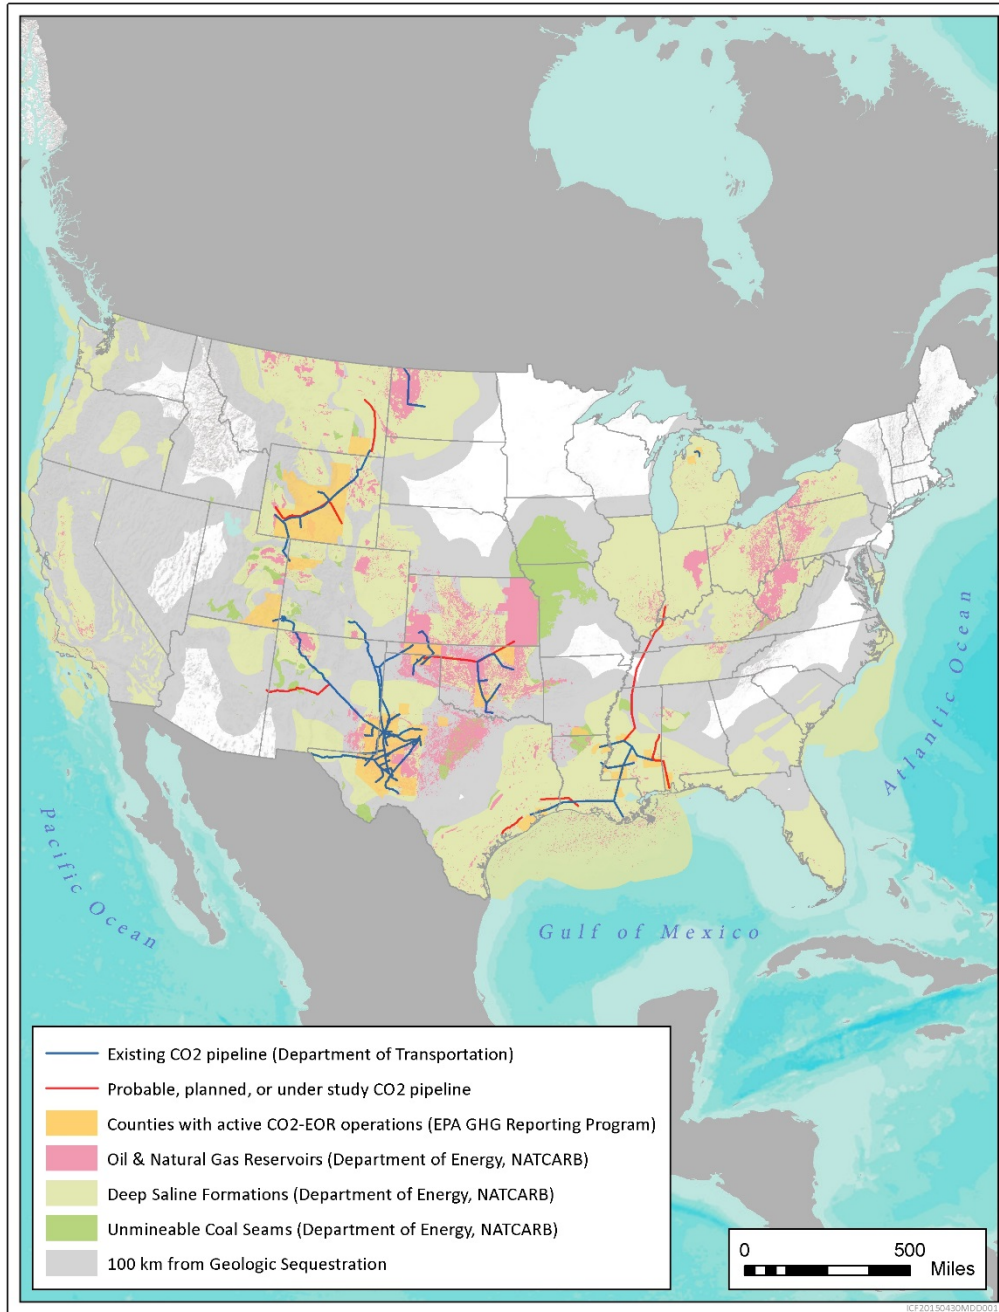 Atlantic Ocean
Pacific Ocean
Gulf of Mexico
Existing CO2 pipeline (Department of Transportation)
Probable, planned, or under study CO2 pipeline
Counties with active CO2-EOR operations (EPA GHG Reporting Program)
Oil & Natural Gas Reservoirs (Department of Energy, NATCARB)
Deep Saline Formations (Department of Energy, NATCARB)
Unmineable Coal Seams (Department of Energy, NATCARB)
100 km from Geologic Sequestration
0 500
Miles
ICF20150430MDD001